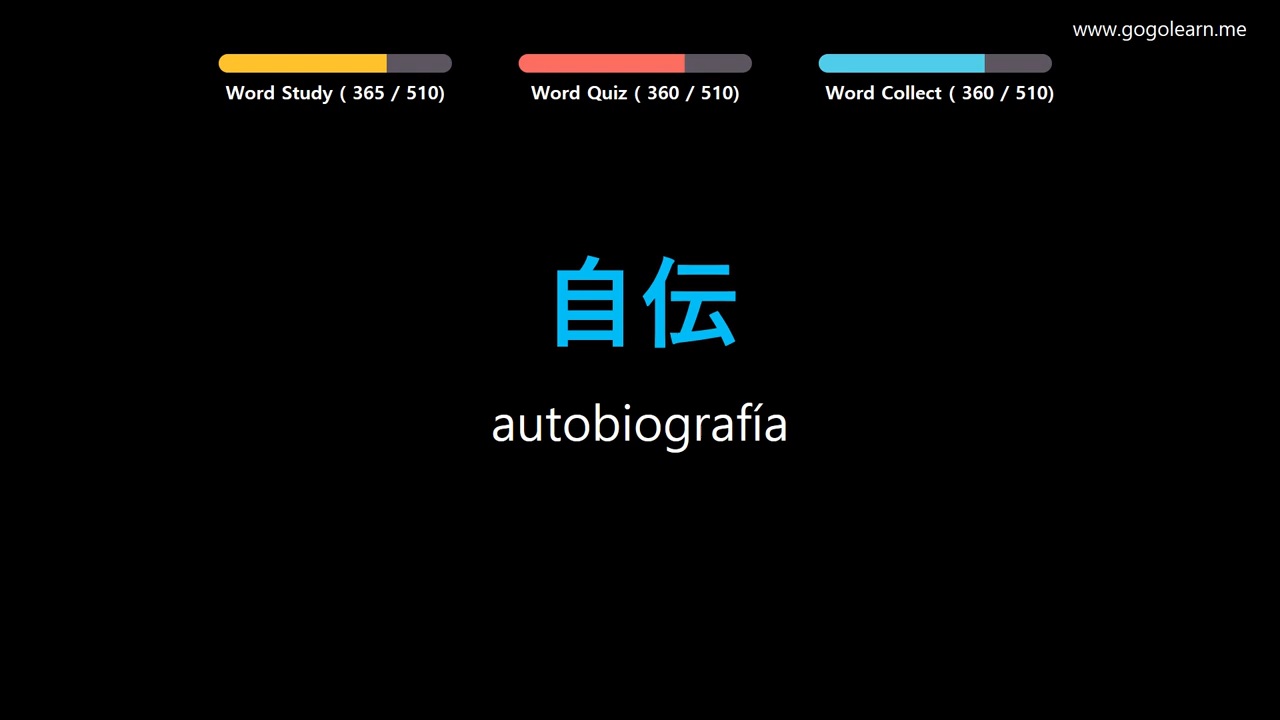 www.gogolearn.me
Word Study ( 365 / 510)
Word Quiz ( 360 / 510)
Word Collect ( 360 / 510)
自伝
autobiografía